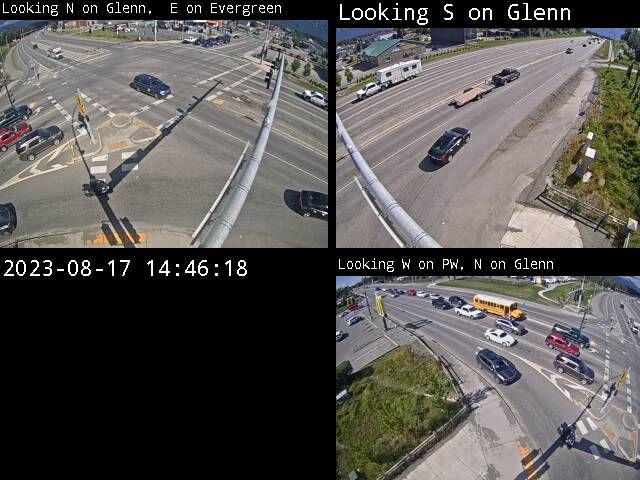 Looking N on Glenn, E on Evergreen
Looking S on Glenn
2023-08-17 14:46:18
Looking W on PW, N on Glenn